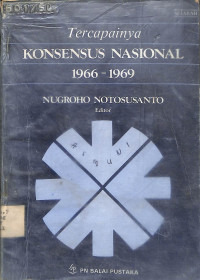 Tercapainya
KONSENSUS NASIONAL
1966 - 1969
NUGROHO NOTOSUSANTO
Editor
PN BALAI PUSTAKA